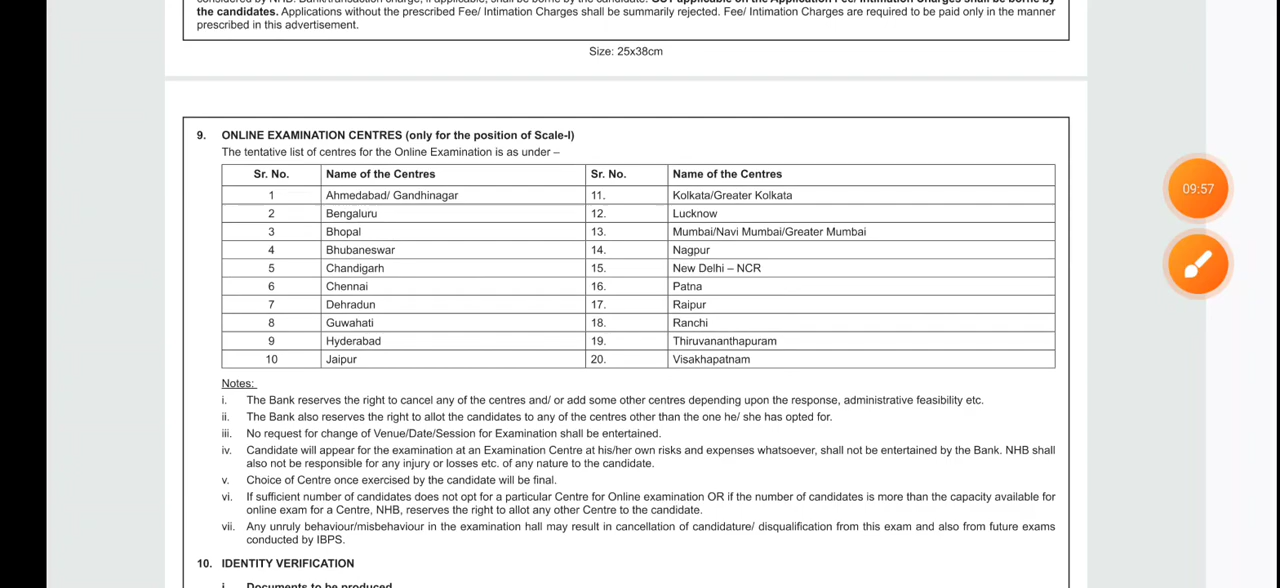 the candidates. Applications without the prescribed Fee/ Intimation Charges shall be summarily rejected. Fee/ Intimation Charges are required to be paid only in the manner
prescribed in this advertisement.
Size: 25x38cm
9. ONLINE EXAMINATION CENTRES (only for the position of Scale-I)
The tentative list of centres for the Online Examination is as under –
Sr. No. Name of the Centres Sr. No. Name of the Centres
1 Ahmedabad/ Gandhinagar 11. Kolkata/Greater Kolkata
2 Bengaluru 12. Lucknow
3 Bhopal 13. Mumbai/Navi Mumbai/Greater Mumbai
4 Bhubaneswar 14. Nagpur
5 Chandigarh 15. New Delhi – NCR
6 Chennai 16. Patna
7 Dehradun 17. Raipur
8 Guwahati 18. Ranchi
9 Hyderabad 19. Thiruvananthapuram
10 Jaipur 20. Visakhapatnam
Notes:
i. The Bank reserves the right to cancel any of the centres and/ or add some other centres depending upon the response, administrative feasibility etc.
ii. The Bank also reserves the right to allot the candidates to any of the centres other than the one he/ she has opted for.
iii. No request for change of Venue/Date/Session for Examination shall be entertained.
iv. Candidate will appear for the examination at an Examination Centre at his/her own risks and expenses whatsoever, shall not be entertained by the Bank. NHB shall
also not be responsible for any injury or losses etc. of any nature to the candidate.
v. Choice of Centre once exercised by the candidate will be final.
vi. If sufficient number of candidates does not opt for a particular Centre for Online examination OR if the number of candidates is more than the capacity available for
online exam for a Centre, NHB, reserves the right to allot any other Centre to the candidate.
vii. Any unruly behaviour/misbehaviour in the examination hall may result in cancellation of candidature/ disqualification from this exam and also from future exams
conducted by IBPS.
10. IDENTITY VERIFICATION
i. Documents to be produced
09:57